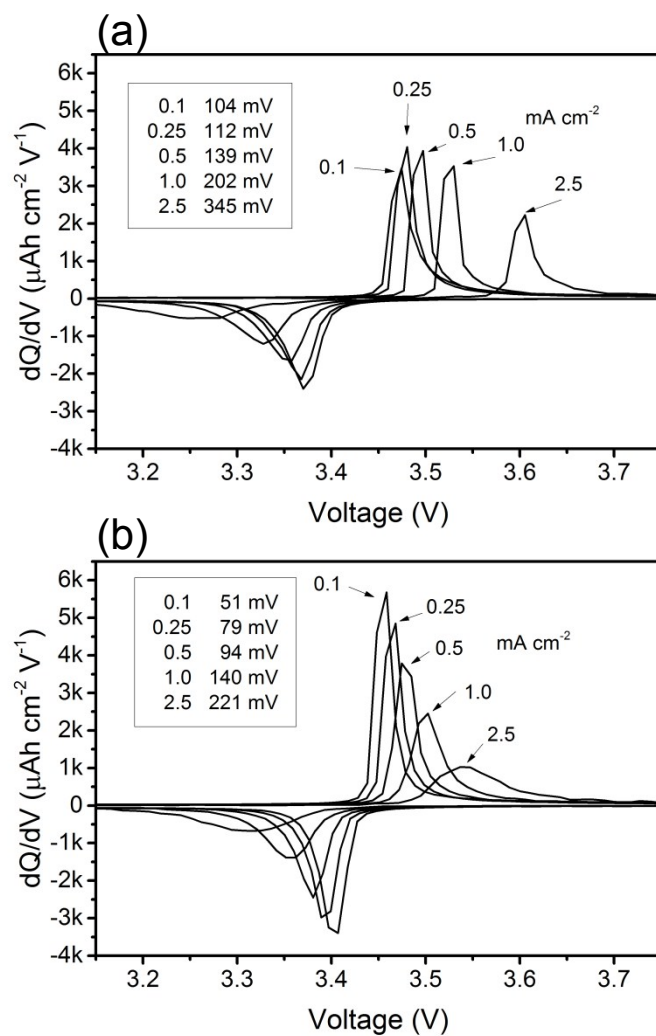 (a)
6k
5k
4k
3k
2k
1k
0
-1k
-2k
-3k
-4k
dQ/dV (μAh cm-2 V-1)
0.1 104 mV
0.25 112 mV
0.5 139 mV
1.0 202 mV
2.5 345 mV
0.25
mA cm-2
0.5
1.0
0.1
2.5
3.2 3.3 3.4 3.5 3.6 3.7
Voltage (V)
(b)
6k
5k
4k
3k
2k
1k
0
-1k
-2k
-3k
-4k
dQ/dV (μAh cm-2 V-1)
0.1 51 mV
0.25 79 mV
0.5 94 mV
1.0 140 mV
2.5 221 mV
0.1
0.25
0.5
mA cm-2
1.0
2.5
3.2 3.3 3.4 3.5 3.6 3.7
Voltage (V)